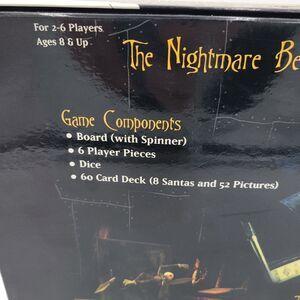 For 2-6 Players
Ages 8 & Up
The Nightmare Be
Game Components
• Board (with Spinner)
• 6 Player Pieces
• Dice
• 60 Card Deck (8 Santas and 52 Pictures)